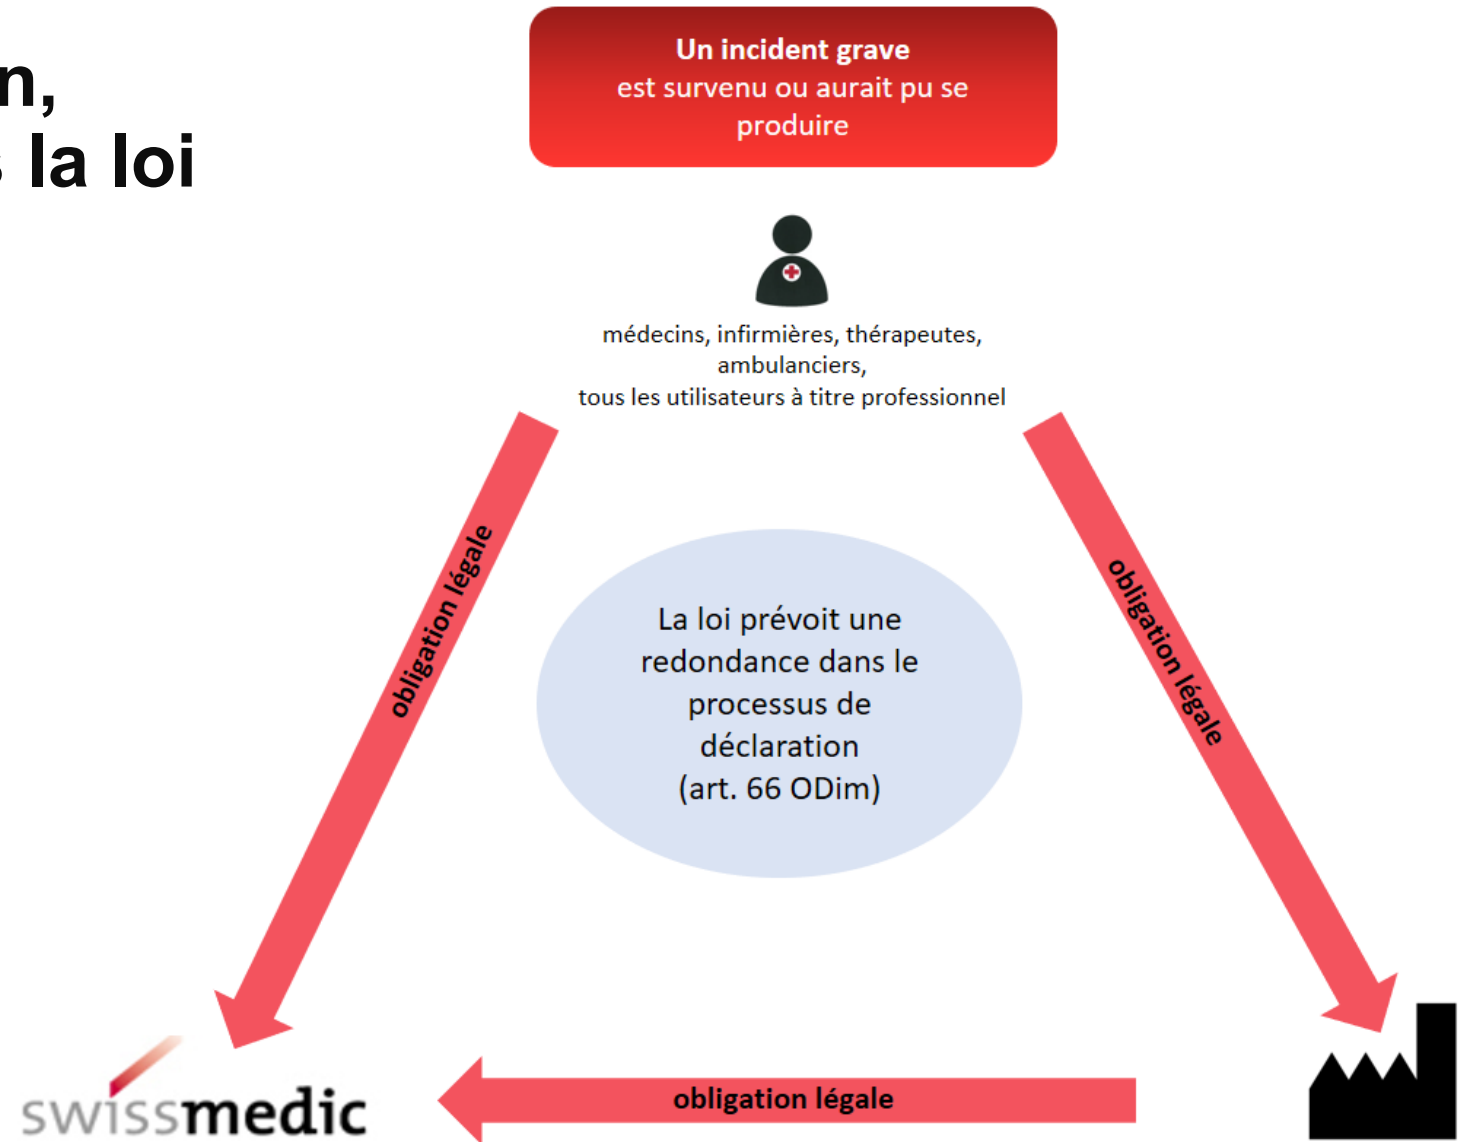 n,
la loi
Un incident grave
est survenu ou aurait pu se
produire
médecins, infirmières, thérapeutes,
ambulanciers,
tous les utilisateurs à titre professionnel
obligation légale
obligation légale
La loi prévoit une
redondance dans le
processus de
déclaration
(art. 66 ODim)
swissmedic
obligation légale